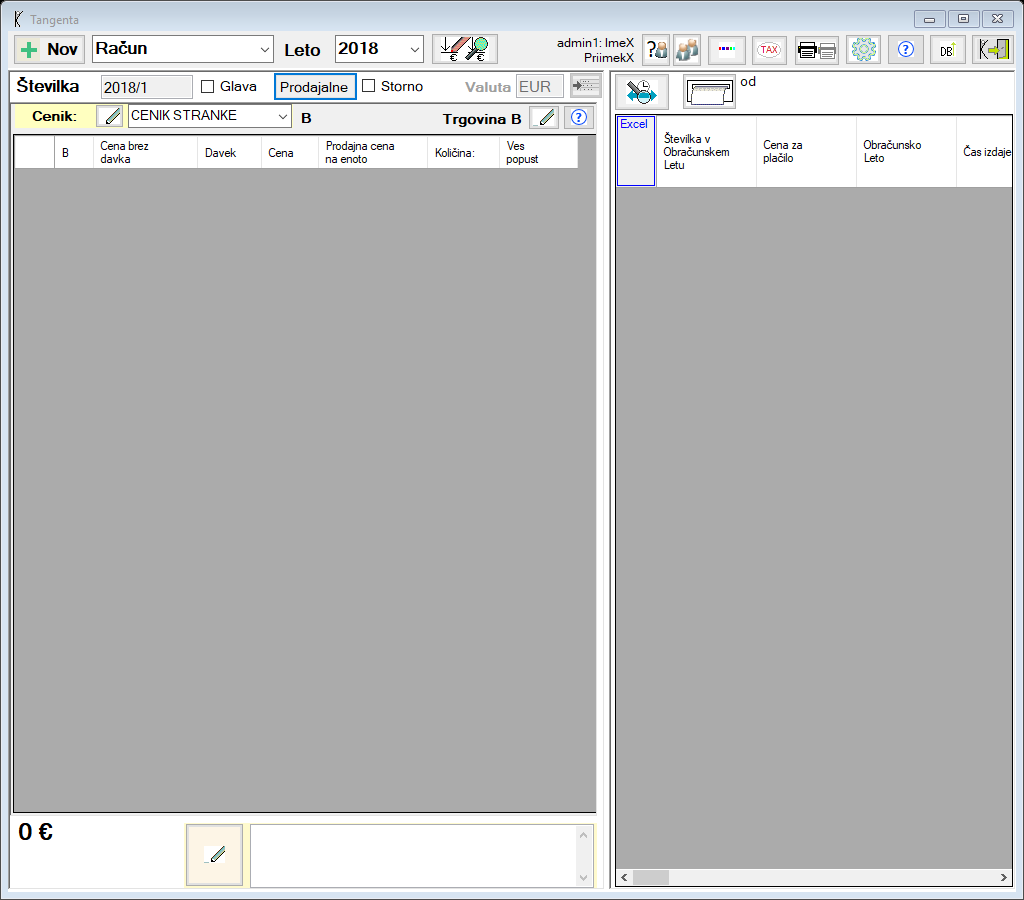 Tangenta
Nov
Račun
Leto
2018
€
€
admin1: ImeX
PriimekX
?
TAX
?
DB
Številka
2018/1
Glava
Prodajalne
Storno
Valuta
EUR
od
Cenik:
CENIK STRANKE
B
Trgovina B
?
B
Cena brez
davka
Davek
Cena
Prodajna cena
na enoto
Količina:
Ves
popust
Excel
Številka v
Obračunskem
Letu
Cena za
plačilo
Obračunsko
Leto
Čas izdaje
0 €